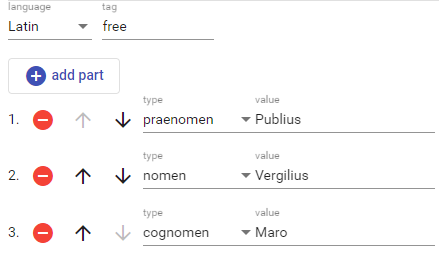 language tag
Latin free
add part
type value
1. praenomen Publius
type value
2. nomen Vergilius
type value
3. cognomen Maro